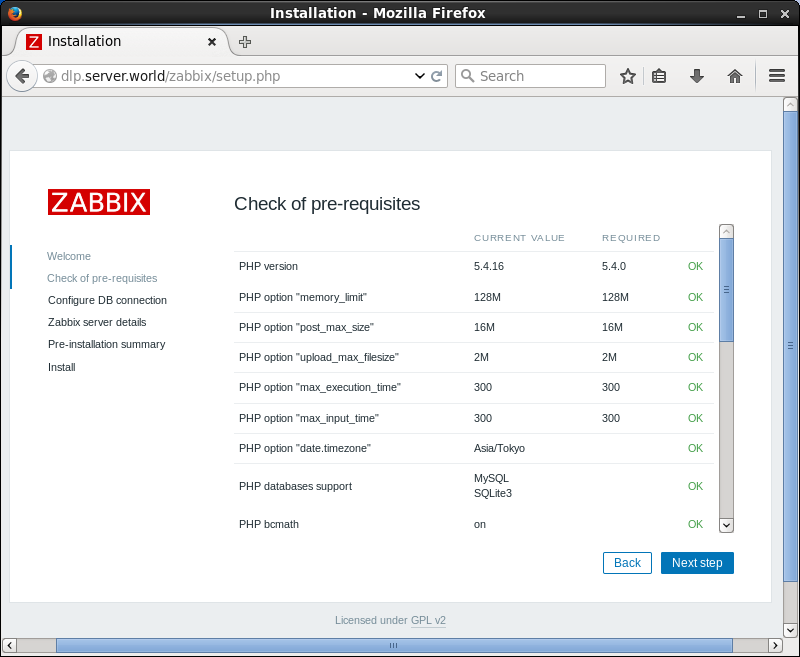 Installation - Mozilla Firefox
Z Installation
dlp.server.world/zabbix/setup.php
Search
ZABBIX
Check of pre-requisites
Welcome
Check of pre-requisites
Configure DB connection
Zabbix server details
Pre-installation summary
Install
CURRENT VALUE REQUIRED
PHP version 5.4.16 5.4.0 OK
PHP option "memory_limit" 128M 128M OK
PHP option "post_max_size" 16M 16M OK
PHP option "upload_max_filesize" 2M 2M OK
PHP option "max_execution_time" 300 300 OK
PHP option "max_input_time" 300 300 OK
PHP option "date.timezone" Asia/Tokyo OK
PHP databases support MySQL OK
SQLite3
PHP bcmath on OK
Back Next step
Licensed under GPL v2